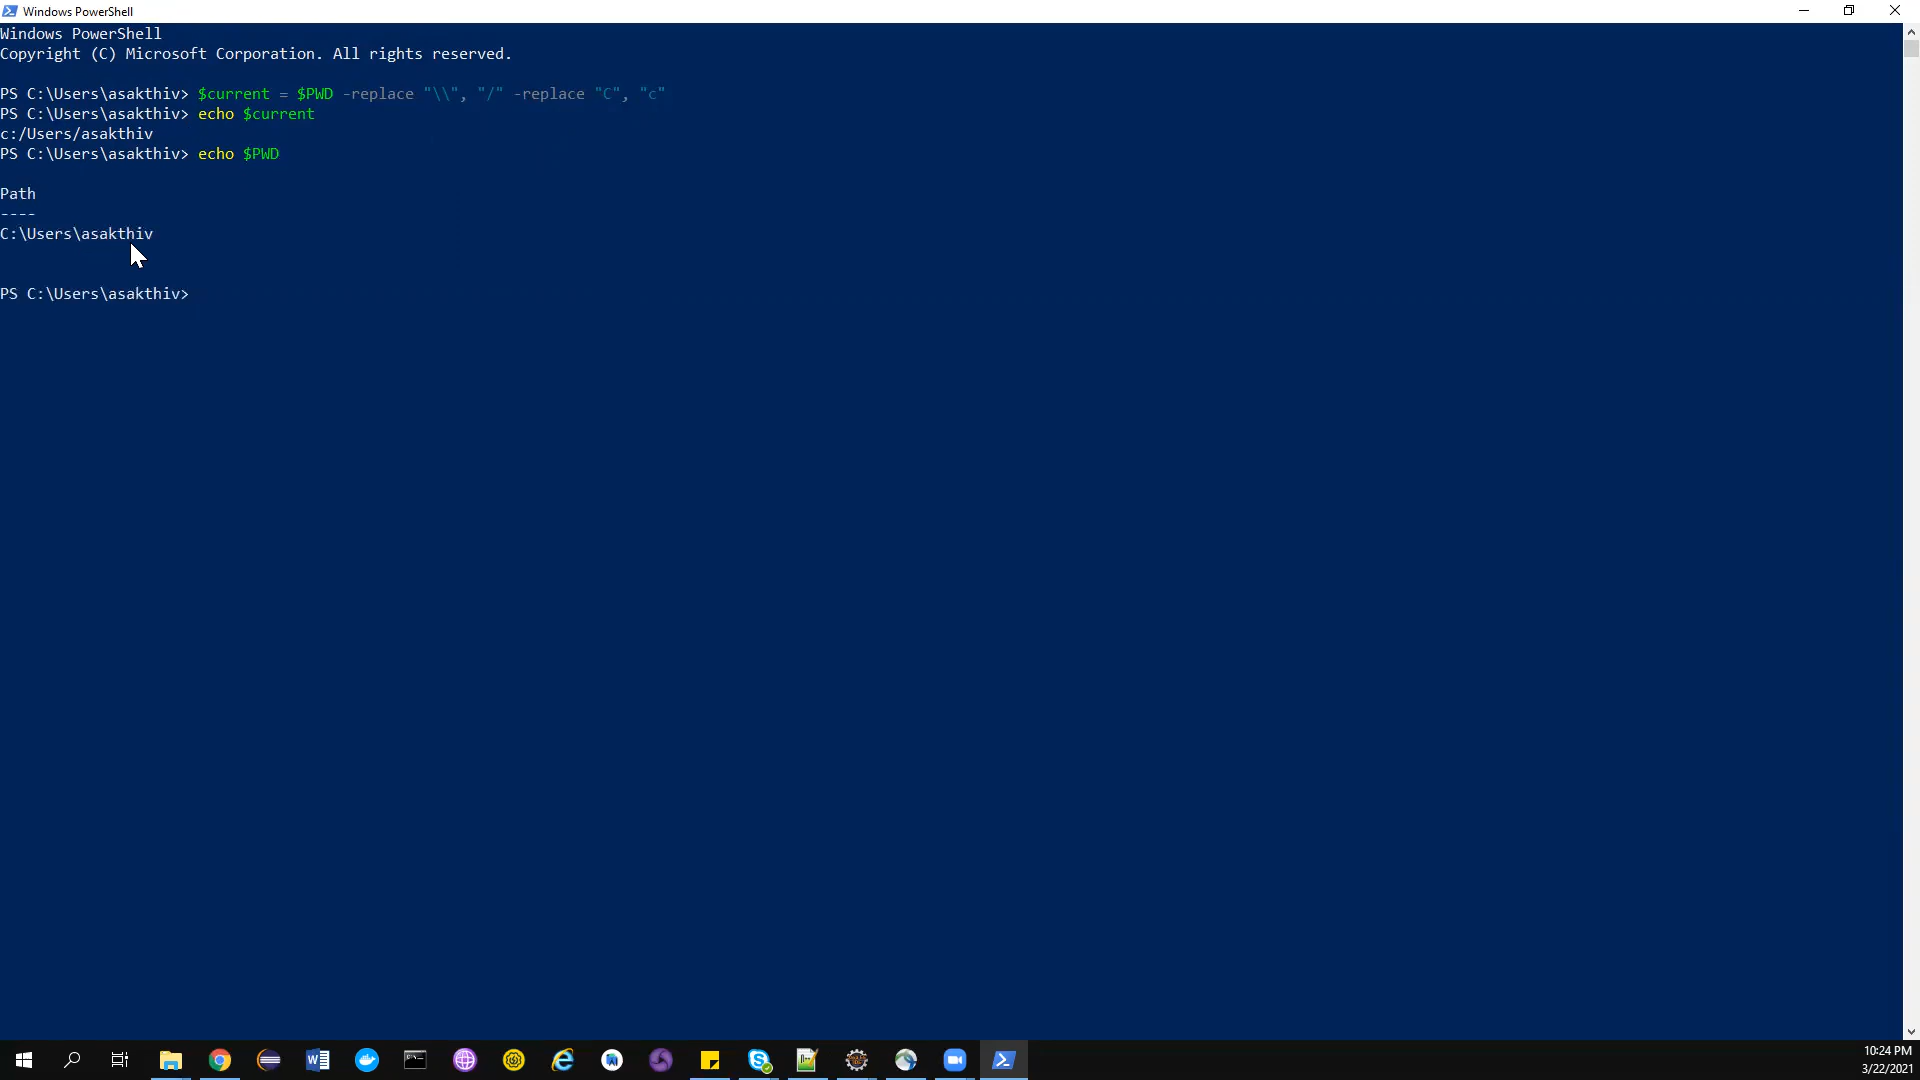 Windows PowerShell
Windows PowerShell
Copyright (C) Microsoft Corporation. All rights reserved.
PS C:\Users\asakthiv> $current = $PWD -replace "\\", "/" -replace "C", "c"
PS C:\Users\asakthiv> echo $current
c:/Users/asakthiv
PS C:\Users\asakthiv> echo $PWD
Path
----
C:\Users\asakthiv
PS C:\Users\asakthiv>
10:24 PM
3/22/2021